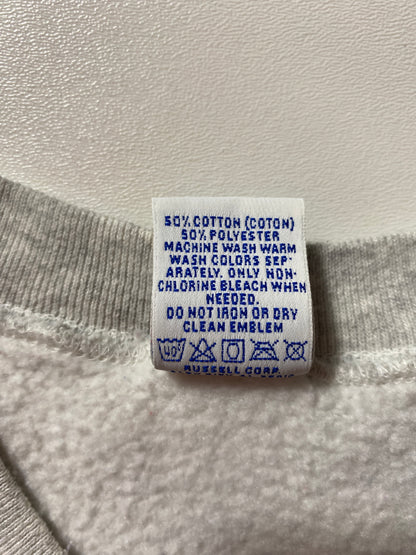 50% COTTON (COTON)
50% POLYESTER
MACHINE WASH WARM
WASH COLORS SEP-
ARATELY. ONLY NON-
CHLORINE BLEACH WHEN
NEEDED.
DO NOT IRON OR DRY
CLEAN EMBLEM
40°
RUSSELL CORP.